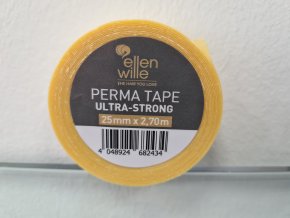 ellen
wille
THE HAIR YOU LOVE
PERMA TAPE
ULTRA-STRONG
25mm x 2,70m
4 048924 682434